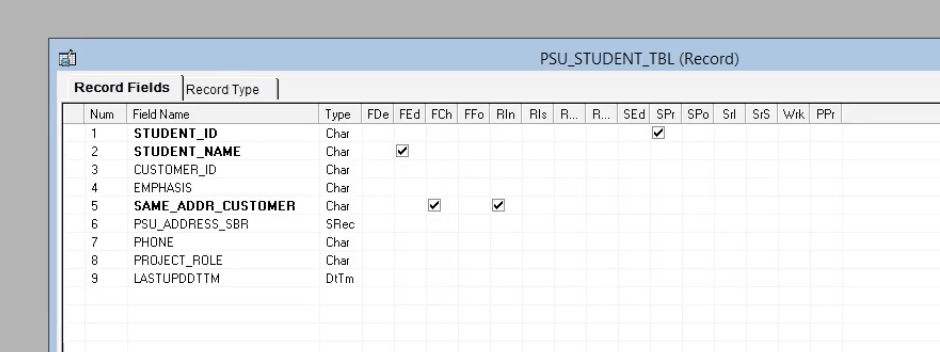 PSU_STUDENT_TBL (Record)
Record Fields Record Type
Num Field Name Type FDe FEd FCh FFo RIn RIs R... R... SEd SPr SPo SrI SrS Wrk PPr
1 STUDENT_ID Char
2 STUDENT_NAME Char
3 CUSTOMER_ID Char
4 EMPHASIS Char
5 SAME_ADDR_CUSTOMER Char
6 PSU_ADDRESS_SBR SRec
7 PHONE Char
8 PROJECT_ROLE Char
9 LASTUPDDTTM DtTm